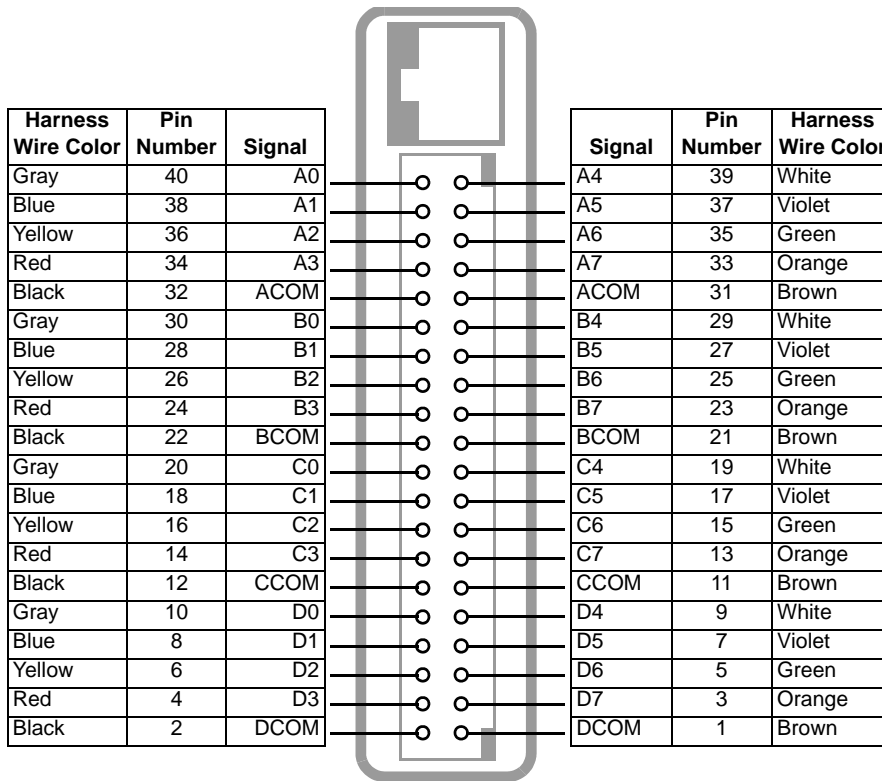 Harness Wire Color Pin Number Signal Signal Pin Number Harness Wire Color
Gray 40 A0 A4 39 White
Blue 38 A1 A5 37 Violet
Yellow 36 A2 A6 35 Green
Red 34 A3 A7 33 Orange
Black 32 ACOM ACOM 31 Brown
Gray 30 B0 B4 29 White
Blue 28 B1 B5 27 Violet
Yellow 26 B2 B6 25 Green
Red 24 B3 B7 23 Orange
Black 22 BCOM BCOM 21 Brown
Gray 20 C0 C4 19 White
Blue 18 C1 C5 17 Violet
Yellow 16 C2 C6 15 Green
Red 14 C3 C7 13 Orange
Black 12 CCOM CCOM 11 Brown
Gray 10 D0 D4 9 White
Blue 8 D1 D5 7 Violet
Yellow 6 D2 D6 5 Green
Red 4 D3 D7 3 Orange
Black 2 DCOM DCOM 1 Brown